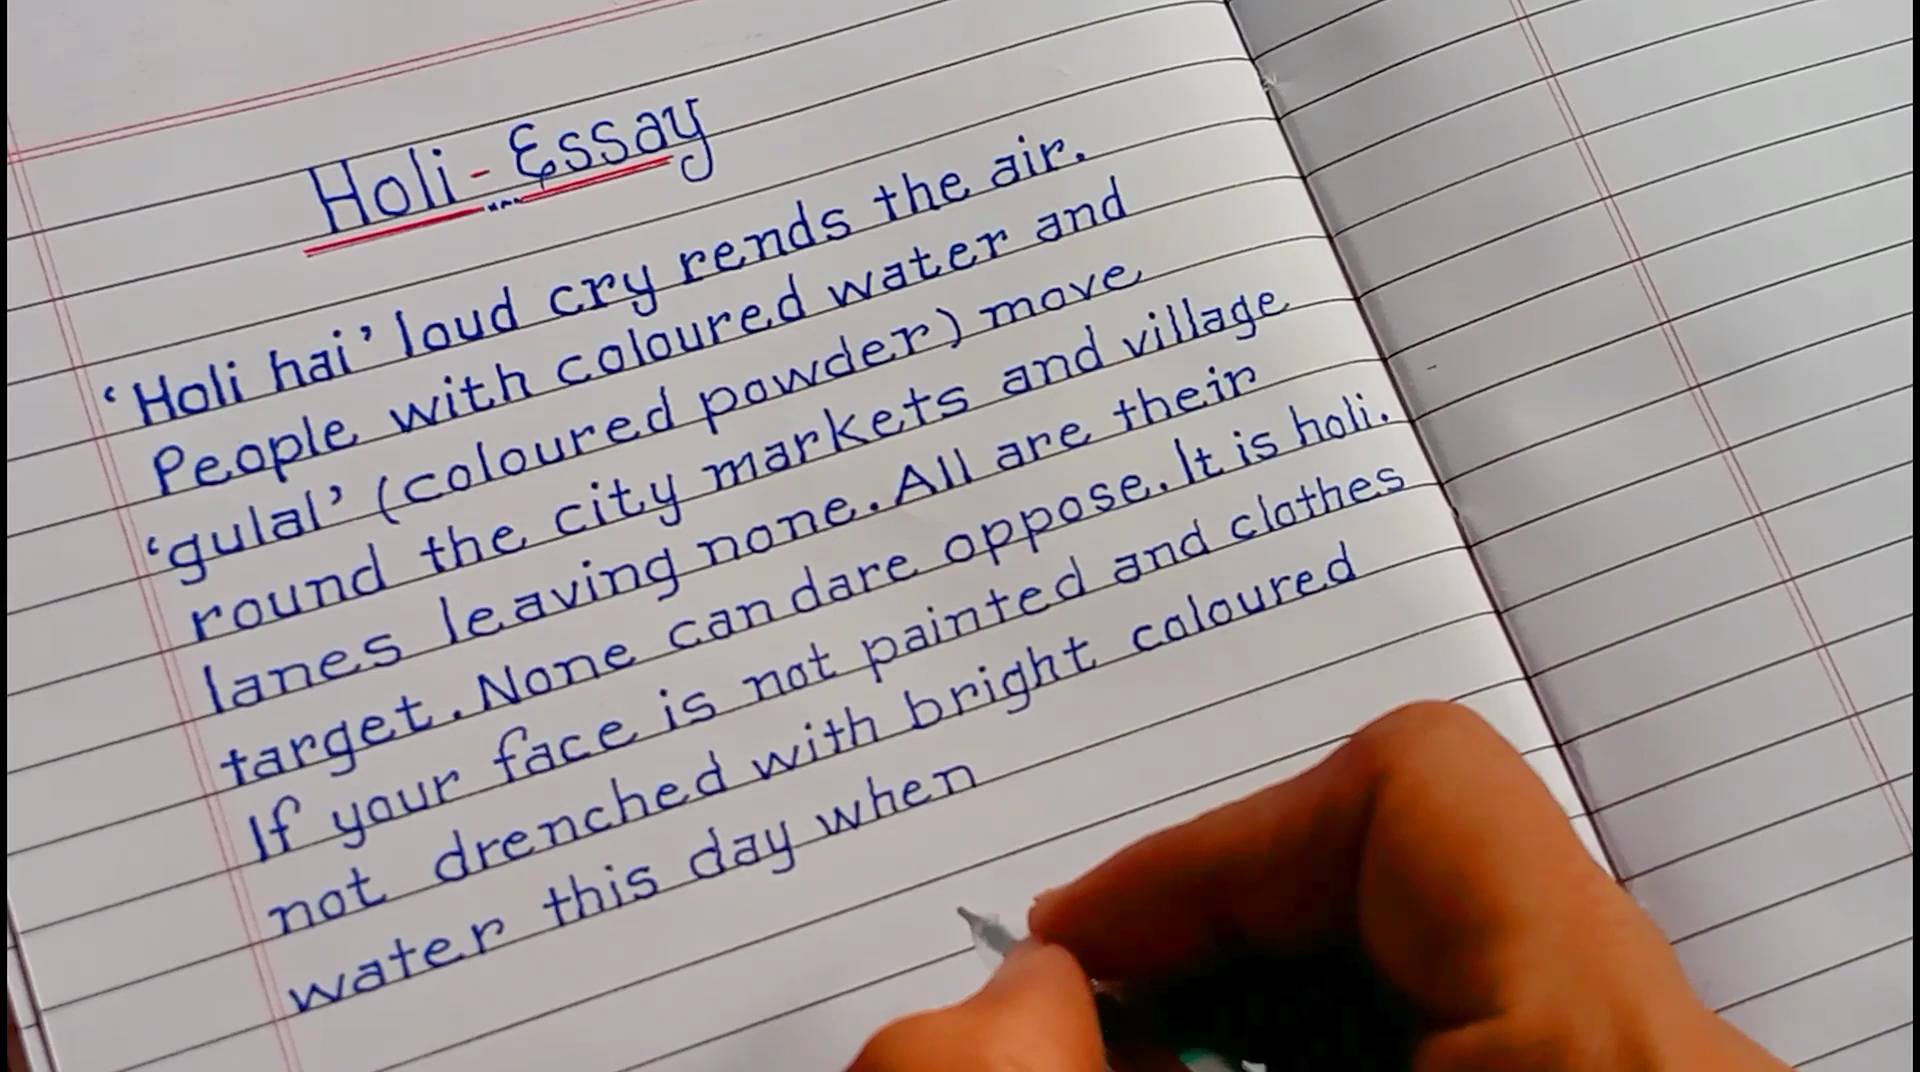 Holi - Essay
‘Holi hai’ loud cry rends the air.
People with coloured water and
‘gulal’ (coloured powder) move
round the city markets and village
lanes leaving none. All are their
target. None can dare oppose. It is holi.
If your face is not painted and clothes
not drenched with bright coloured
water this day when